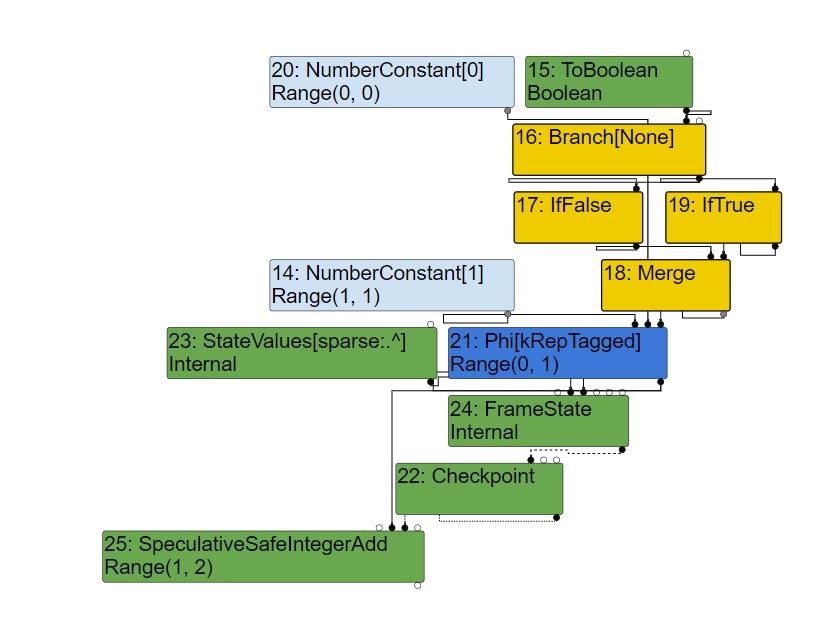 20: NumberConstant[0]
Range(0, 0)
15: ToBoolean
Boolean
16: Branch[None]
17: IfFalse
19: IfTrue
14: NumberConstant[1]
Range(1, 1)
18: Merge
23: StateValues[sparse:.^]
Internal
21: Phi[kRepTagged]
Range(0, 1)
24: FrameState
Internal
22: Checkpoint
25: SpeculativeSafeIntegerAdd
Range(1, 2)